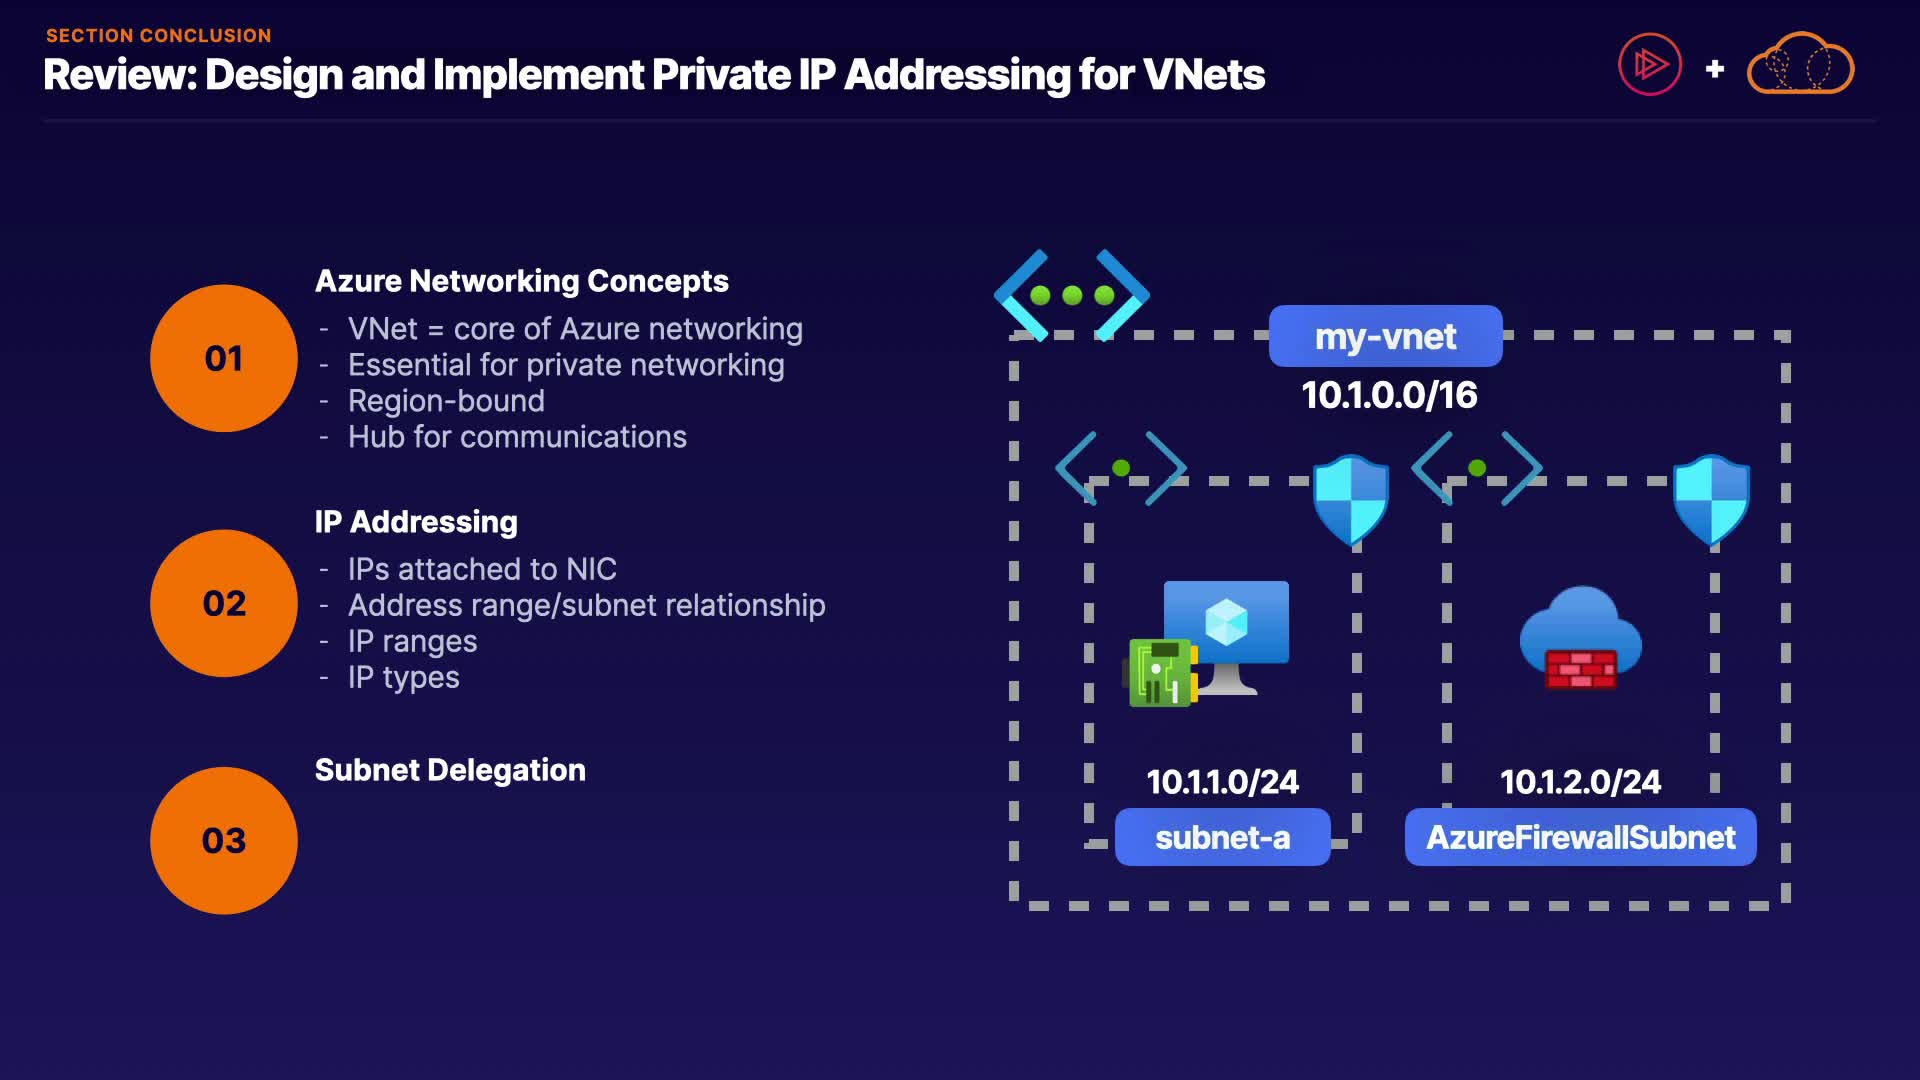 SECTION CONCLUSION
Review: Design and Implement Private IP Addressing for VNets
+
01
Azure Networking Concepts
- VNet = core of Azure networking
- Essential for private networking
- Region-bound
- Hub for communications
02
IP Addressing
- IPs attached to NIC
- Address range/subnet relationship
- IP ranges
- IP types
03
Subnet Delegation
my-vnet
10.1.0.0/16
10.1.1.0/24
subnet-a
10.1.2.0/24
AzureFirewallSubnet